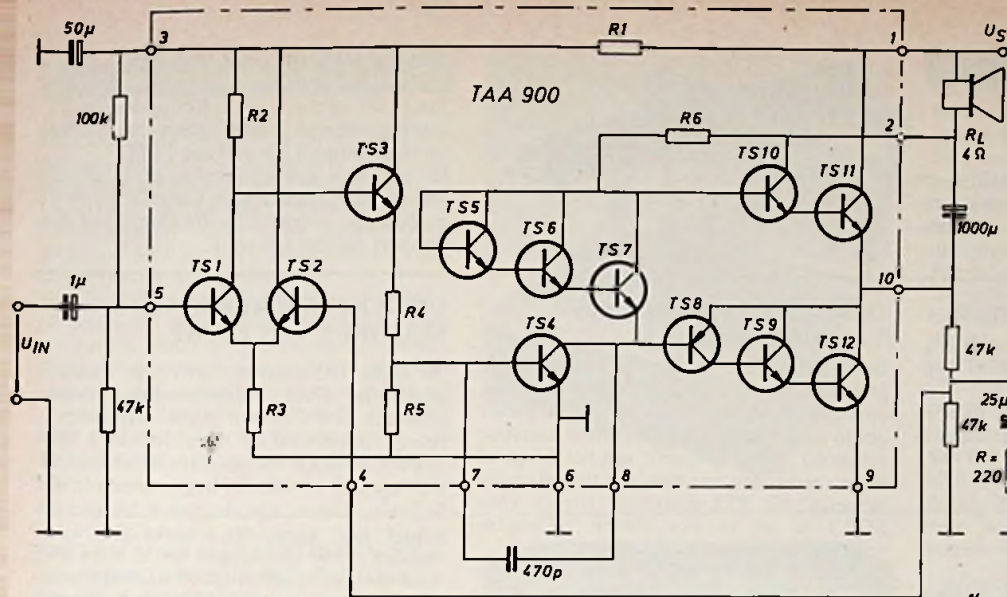 50µ
3
R1
1
US
TAA 900
100k
R2
R6
2
RL
4Ω
TS3
TS10
TS11
TS5
TS6
TS7
1000µ
1µ
TS1
TS2
10
5
R4
TS4
TS8
TS9
TS12
UIN
47k
47k
R3
R5
47k
25µ
R=
220
4
7
6
8
9
470p